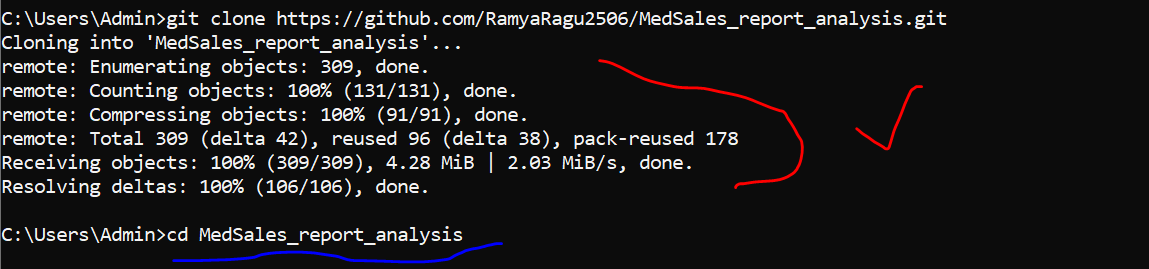 C:\Users\Admin>git clone https://github.com/RamyaRagu2506/MedSales_report_analysis.git
Cloning into 'MedSales_report_analysis'...
remote: Enumerating objects: 309, done.
remote: Counting objects: 100% (131/131), done.
remote: Compressing objects: 100% (91/91), done.
remote: Total 309 (delta 42), reused 96 (delta 38), pack-reused 178
Receiving objects: 100% (309/309), 4.28 MiB | 2.03 MiB/s, done.
Resolving deltas: 100% (106/106), done.
C:\Users\Admin>cd MedSales_report_analysis